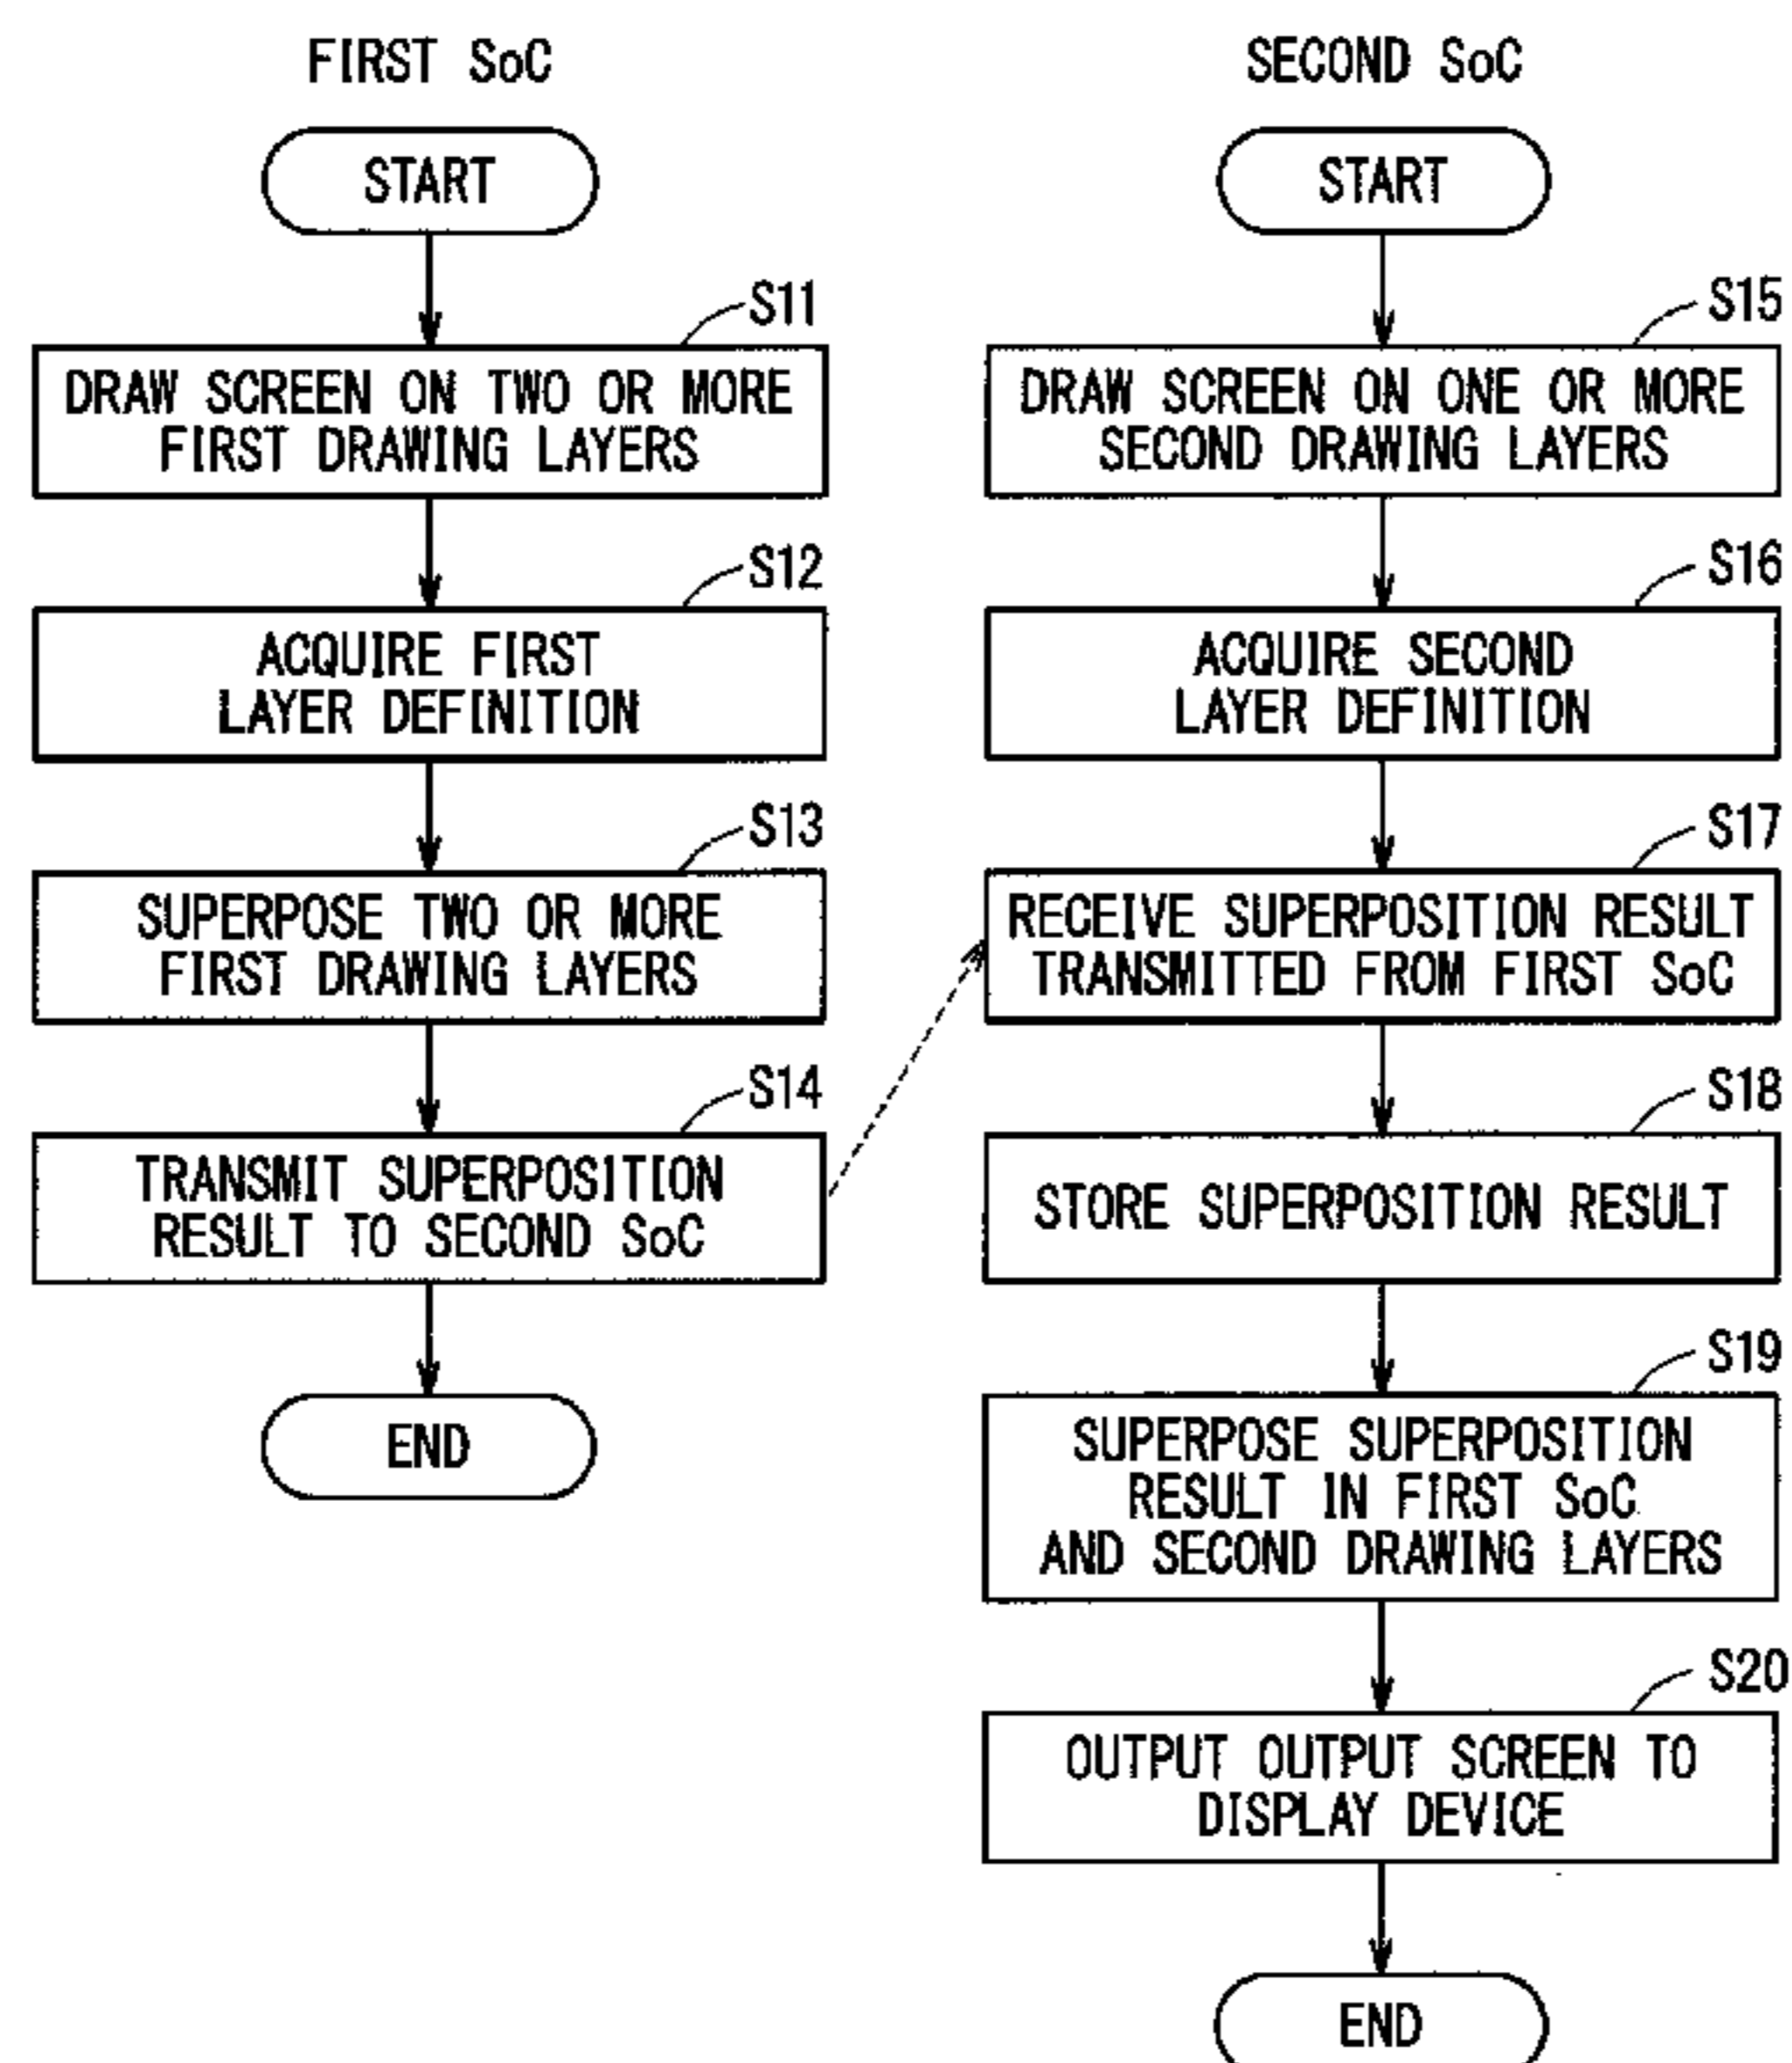 FIRST SoC
START
S11
DRAW SCREEN ON TWO OR MORE
FIRST DRAWING LAYERS
S12
ACQUIRE FIRST
LAYER DEFINITION
S13
SUPERPOSE TWO OR MORE
FIRST DRAWING LAYERS
S14
TRANSMIT SUPERPOSITION
RESULT TO SECOND SoC
END
SECOND SoC
START
S15
DRAW SCREEN ON ONE OR MORE
SECOND DRAWING LAYERS
S16
ACQUIRE SECOND
LAYER DEFINITION
S17
RECEIVE SUPERPOSITION RESULT
TRANSMITTED FROM FIRST SoC
S18
STORE SUPERPOSITION RESULT
S19
SUPERPOSE SUPERPOSITION
RESULT IN FIRST SoC
AND SECOND DRAWING LAYERS
S20
OUTPUT OUTPUT SCREEN TO
DISPLAY DEVICE
END